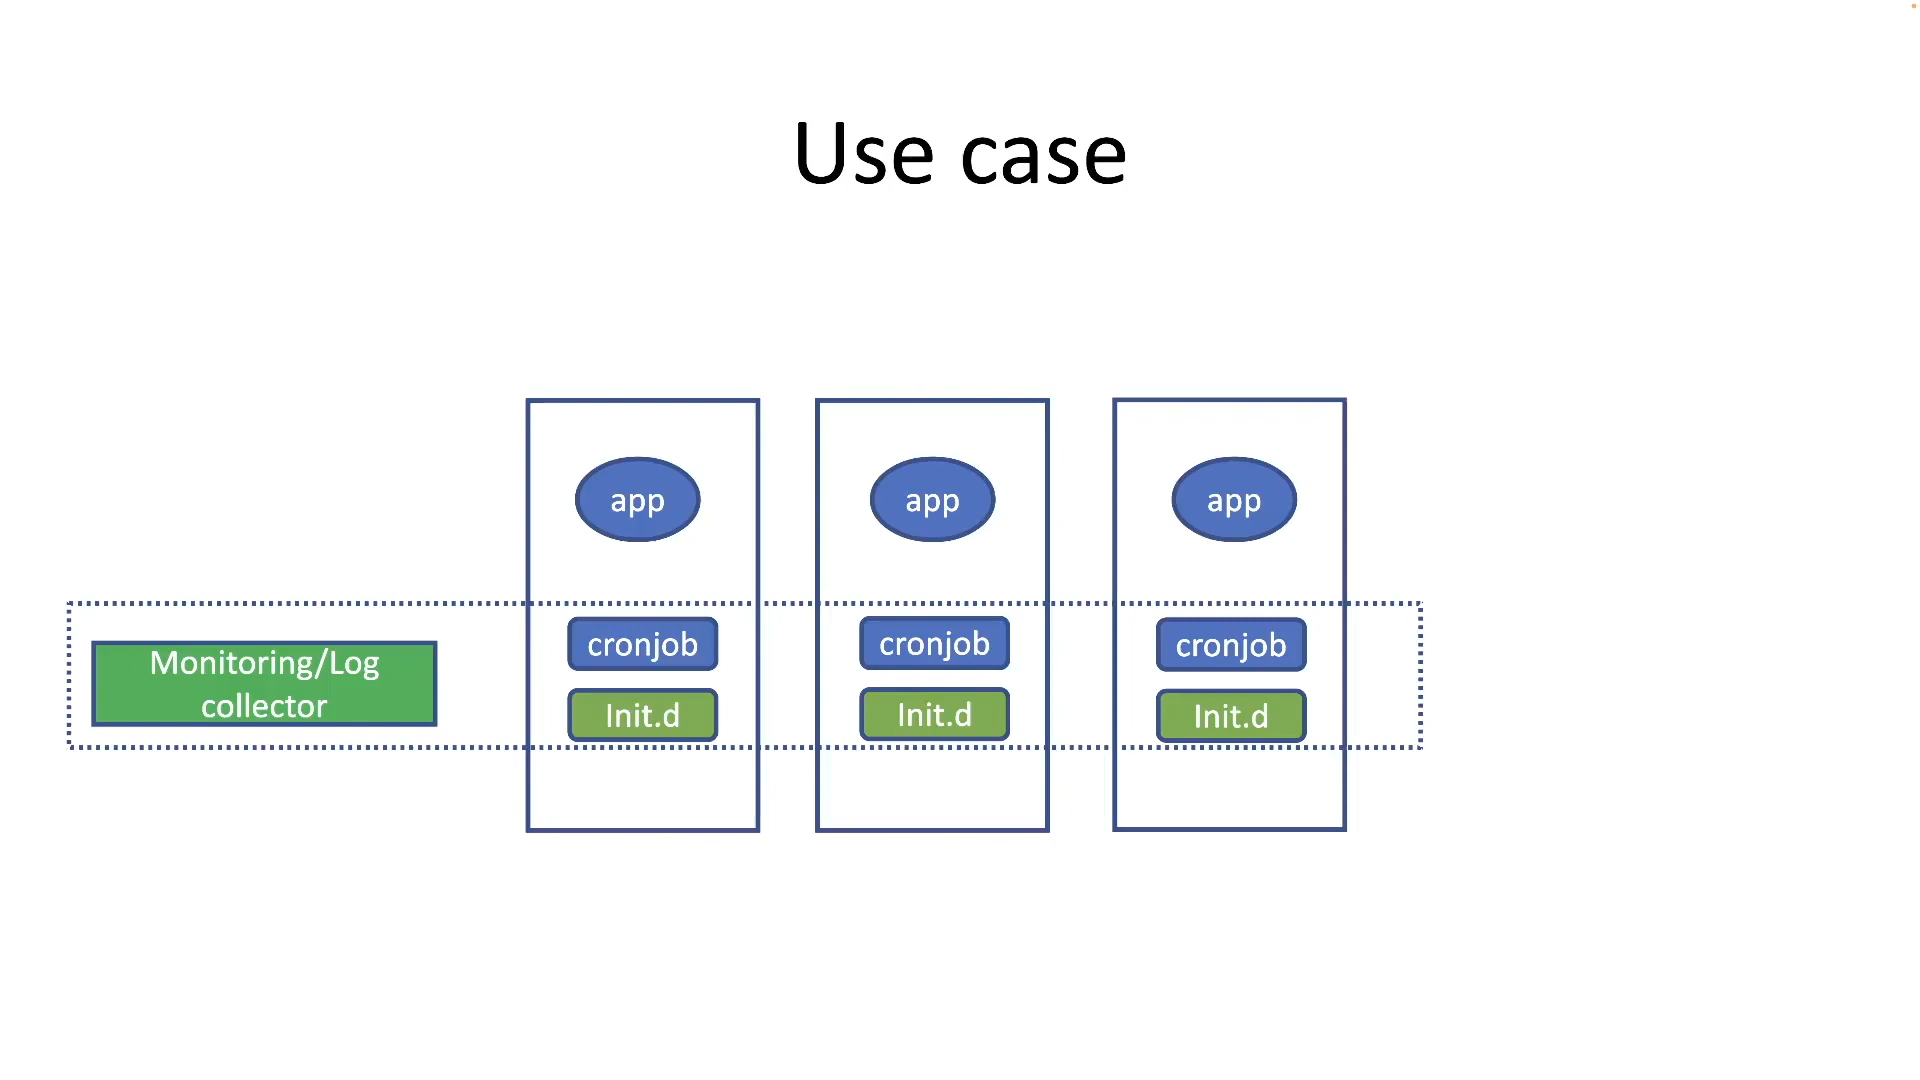 Use case
app
app
app
Monitoring/Log
collector
cronjob
cronjob
cronjob
Init.d
Init.d
Init.d